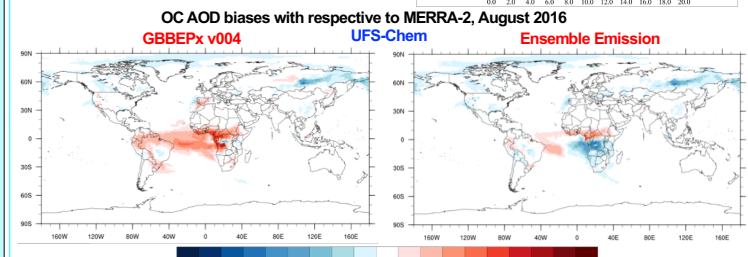 0.0 2.0 4.0 6.0 8.0 10.0 12.0 14.0 16.0 18.0 20.0
OC AOD biases with respective to MERRA-2, August 2016
GBBEPx v004 UFS-Chem Ensemble Emission
90N 90N
60N 60N
30N 30N
0 0
30S 30S
60S 60S
90S 90S
160W 120W 80W 40W 0 40E 80E 120E 160E 160W 120W 80W 40W 0 40E 80E 120E 160E